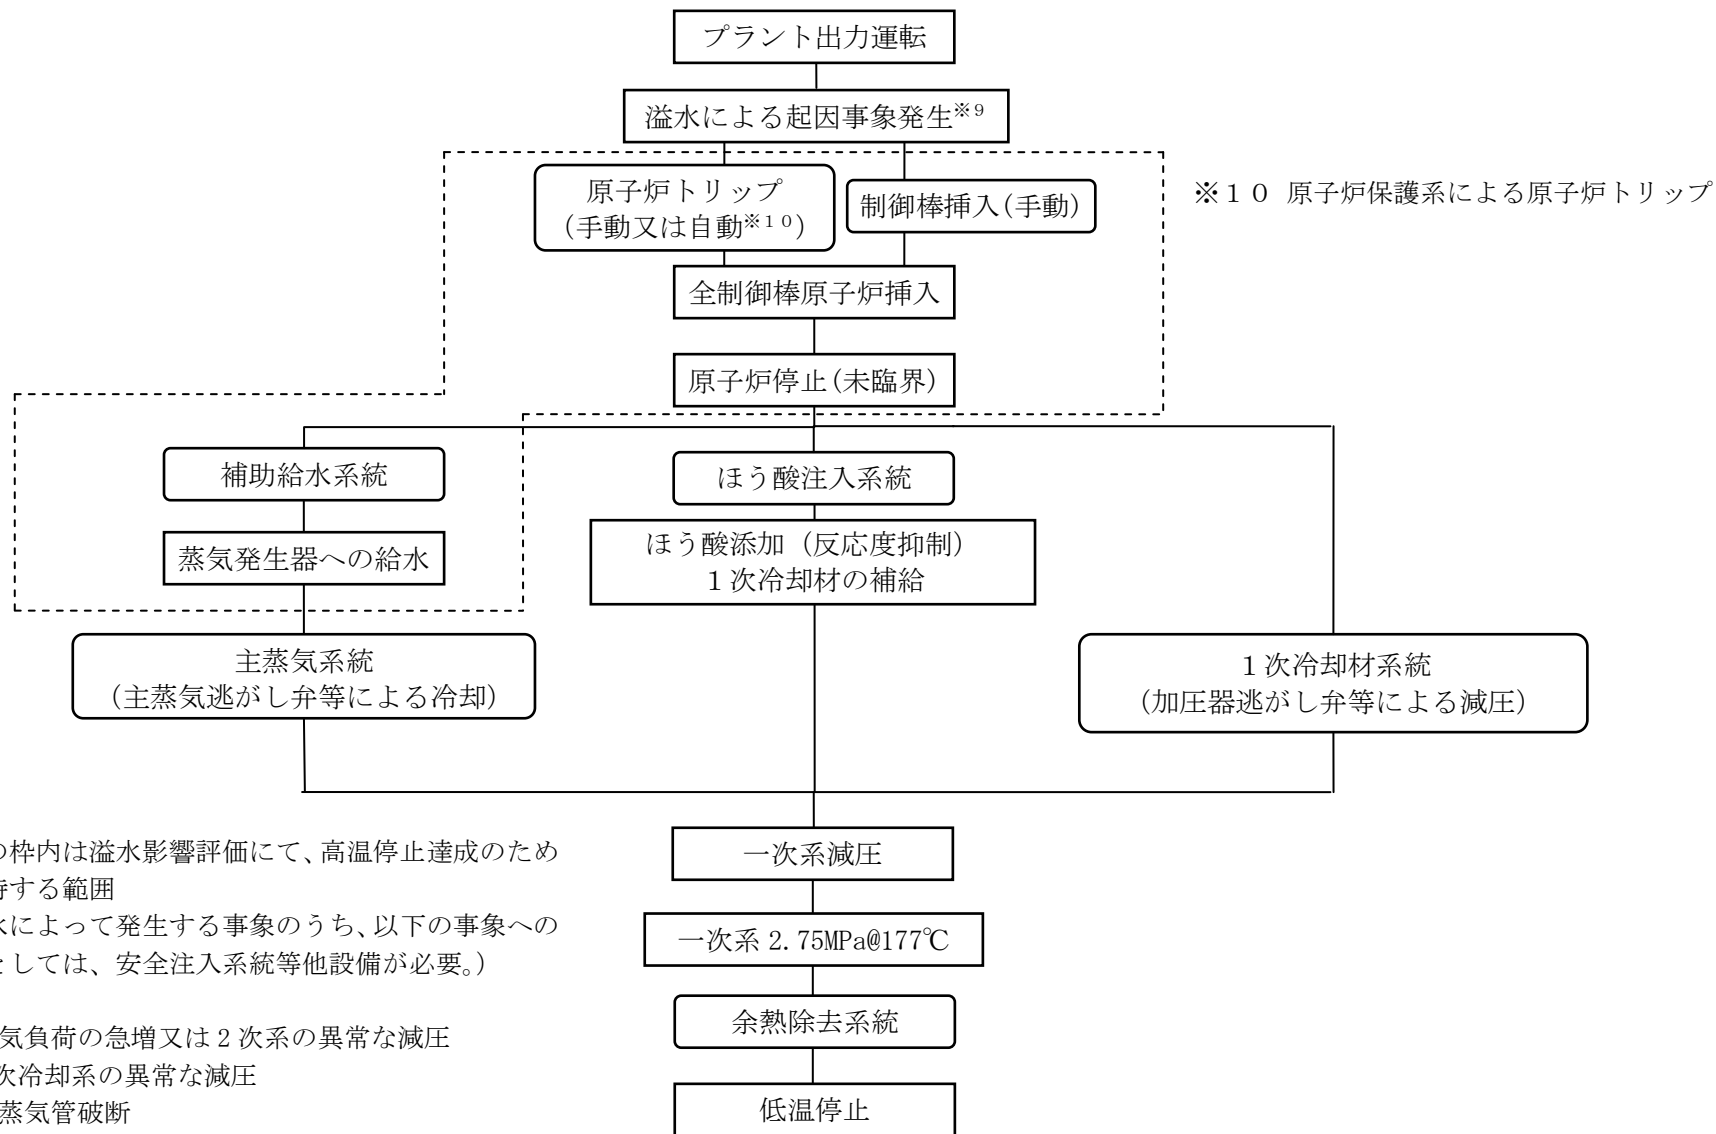 プラント出力運転
溢水による起因事象発生※9
原子炉トリップ
(手動又は自動※10)
制御棒挿入(手動)
※10 原子炉保護系による原子炉トリップ
全制御棒原子炉挿入
原子炉停止(未臨界)
補助給水系統
ほう酸注入系統
蒸気発生器への給水
ほう酸添加(反応度抑制)
1次冷却材の補給
主蒸気系統
(主蒸気逃がし弁等による冷却)
1次冷却材系統
(加圧器逃がし弁等による減圧)
の枠内は溢水影響評価にて、高温停止達成のため
する範囲
によって発生する事象のうち、以下の事象への
しては、安全注入系統等他設備が必要。)
気負荷の急増又は2次系の異常な減圧
冷却系の異常な減圧
蒸気管破断
一次系減圧
一次系 2.75MPa@177℃
余熱除去系統
低温停止